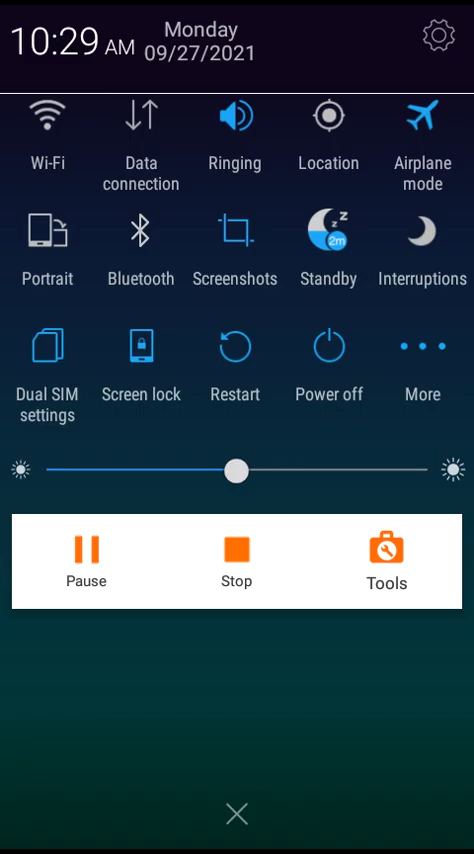 10:29 AM
Monday
09/27/2021
Wi-Fi
Data
connection
Ringing
Location
Airplane
mode
Portrait
Bluetooth
Screenshots
z z
2m
Standby
Interruptions
Dual SIM
settings
Screen lock
Restart
Power off
More
Pause
Stop
Tools